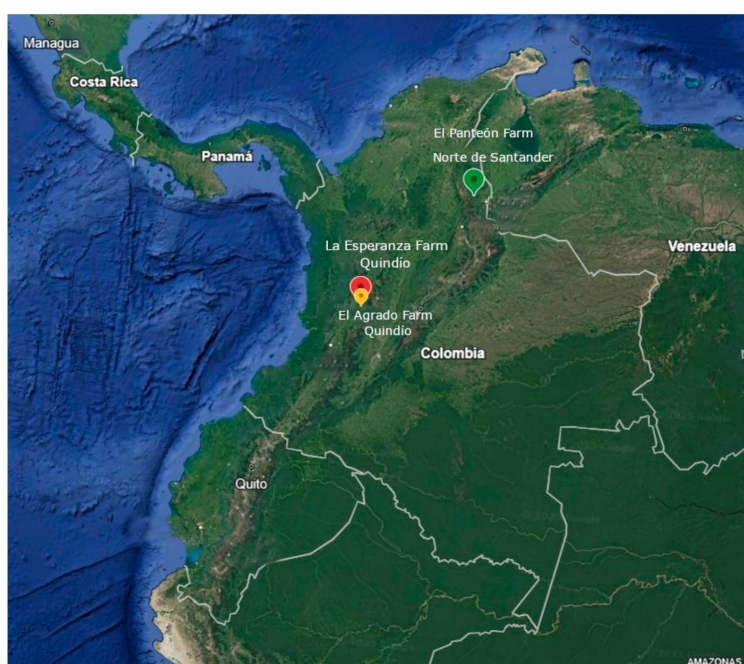 Managua
Costa Rica
Panamá
El Panteón Farm
Norte de Santander
La Esperanza Farm
Quindío
Venezuela
El Agrado Farm
Quindío
Colombia
Quito
AMAZONAS